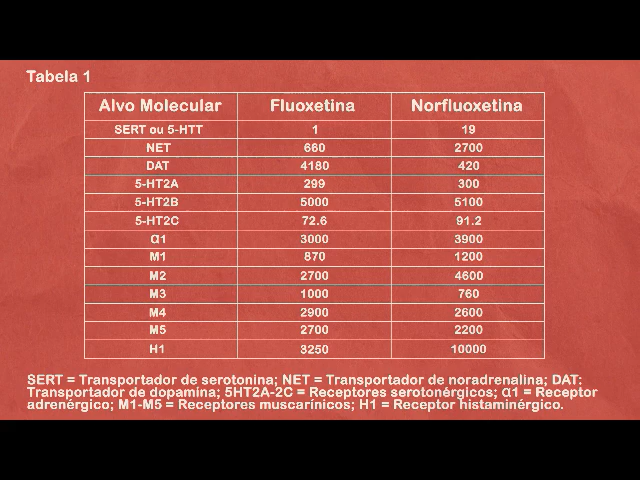 Tabela 1
Alvo Molecular Fluoxetina Norfluoxetina
SERT ou 5-HTT 1 19
NET 660 2700
DAT 4180 420
5-HT2A 299 300
5-HT2B 5000 5100
5-HT2C 72.6 91.2
α1 3000 3900
M1 870 1200
M2 2700 4600
M3 1000 760
M4 2900 2600
M5 2700 2200
H1 3250 10000
SERT = Transportador de serotonina; NET = Transportador de noradrenalina; DAT:
Transportador de dopamina; 5HT2A-2C = Receptores serotonérgicos; α1 = Receptor
adrenérgico; M1-M5 = Receptores muscarínicos; H1 = Receptor histaminérgico.